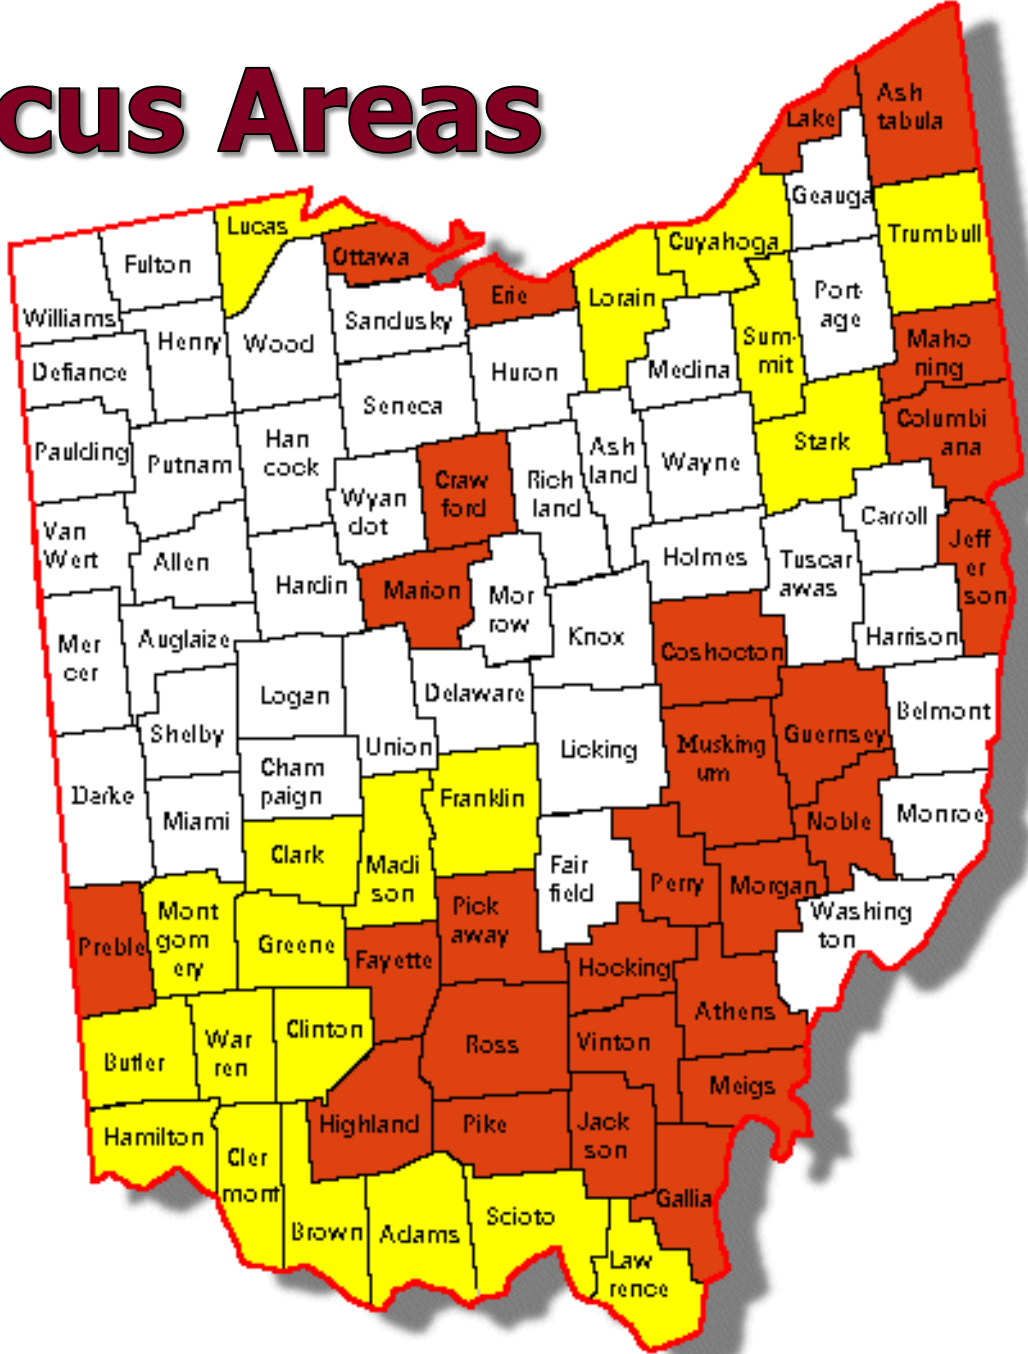 cus Areas
Ash
tabula
Lake
Geauga
Lucas
Cuyahoga
Trumbull
Ottawa
Fulton
Erie
Lorain
Port-
age
Williams
Sandusky
Henry
Wood
Sum-
mit
Maho
ning
Defiance
Huron
Medina
Seneca
Columbi
ana
Paulding
Putnam
Han
cock
Ash
land
Stark
Wayne
Craw
ford
Rich
land
Wyan
dot
Carroll
Van
Wert
Allen
Holmes
Tuscar
awas
Jeff
er
son
Hardin
Marion
Mor
row
Knox
Harrison
Mer
cer
Auglaize
Coshocton
Logan
Delaware
Belmont
Shelby
Union
Licking
Musking
um
Guernsey
Darke
Cham
paign
Franklin
Miami
Noble
Monroe
Clark
Madi
son
Fair
field
Perry
Morgan
Washing
ton
Mont
gom
ery
Pick
away
Preble
Greene
Fayette
Hocking
Athens
Butler
War
ren
Clinton
Ross
Vinton
Meigs
Hamilton
Highland
Pike
Jack
son
Cler
mont
Gallia
Brown
Adams
Scioto
Law
rence